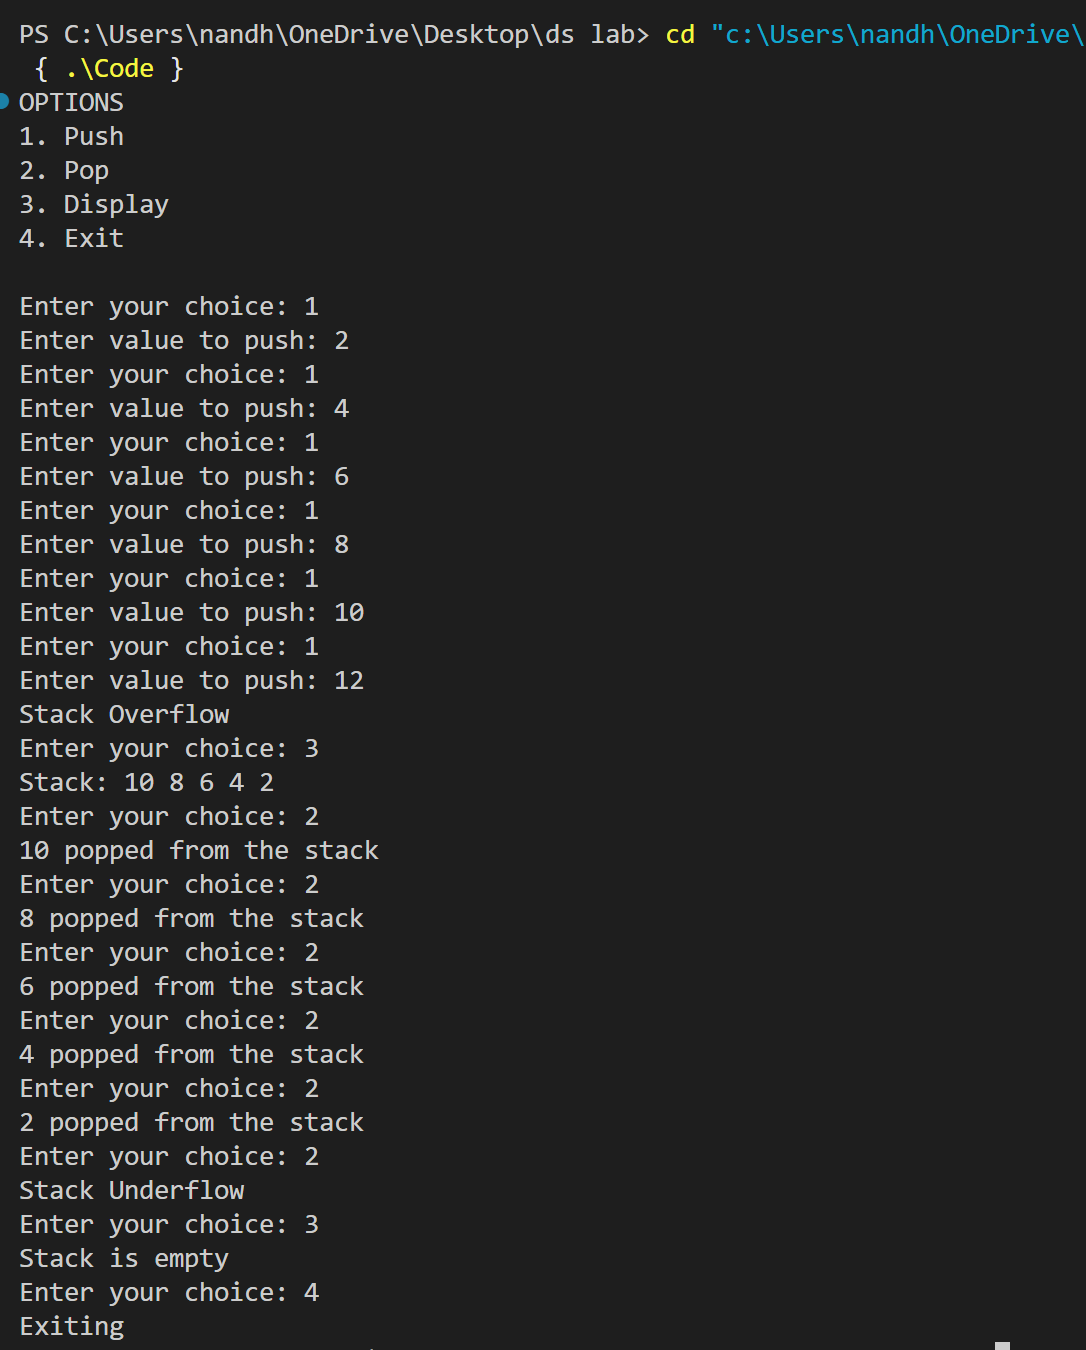 PS C:\Users\nandh\OneDrive\Desktop\ds lab> cd "c:\Users\nandh\OneDrive\
{ .\Code }
OPTIONS
1. Push
2. Pop
3. Display
4. Exit
Enter your choice: 1
Enter value to push: 2
Enter your choice: 1
Enter value to push: 4
Enter your choice: 1
Enter value to push: 6
Enter your choice: 1
Enter value to push: 8
Enter your choice: 1
Enter value to push: 10
Enter your choice: 1
Enter value to push: 12
Stack Overflow
Enter your choice: 3
Stack: 10 8 6 4 2
Enter your choice: 2
10 popped from the stack
Enter your choice: 2
8 popped from the stack
Enter your choice: 2
6 popped from the stack
Enter your choice: 2
4 popped from the stack
Enter your choice: 2
2 popped from the stack
Enter your choice: 2
Stack Underflow
Enter your choice: 3
Stack is empty
Enter your choice: 4
Exiting